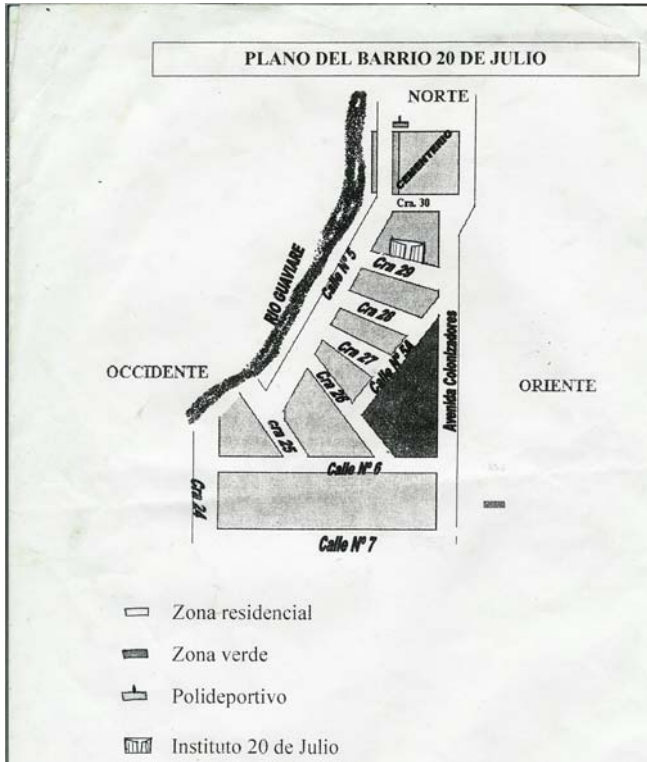 PLANO DEL BARRIO 20 DE JULIO
NORTE
CEMENTERIO
Cra. 30
Cra 29
Calle Nº 5
RIO GUAVIARE
Cra 28
Cra 27
Calle Nº 5A
Avenida Colonizadores
OCCIDENTE
ORIENTE
Cra 26
cra 25
Calle Nº 6
Cra 24
Calle Nº 7
Zona residencial
Zona verde
Polideportivo
Instituto 20 de Julio